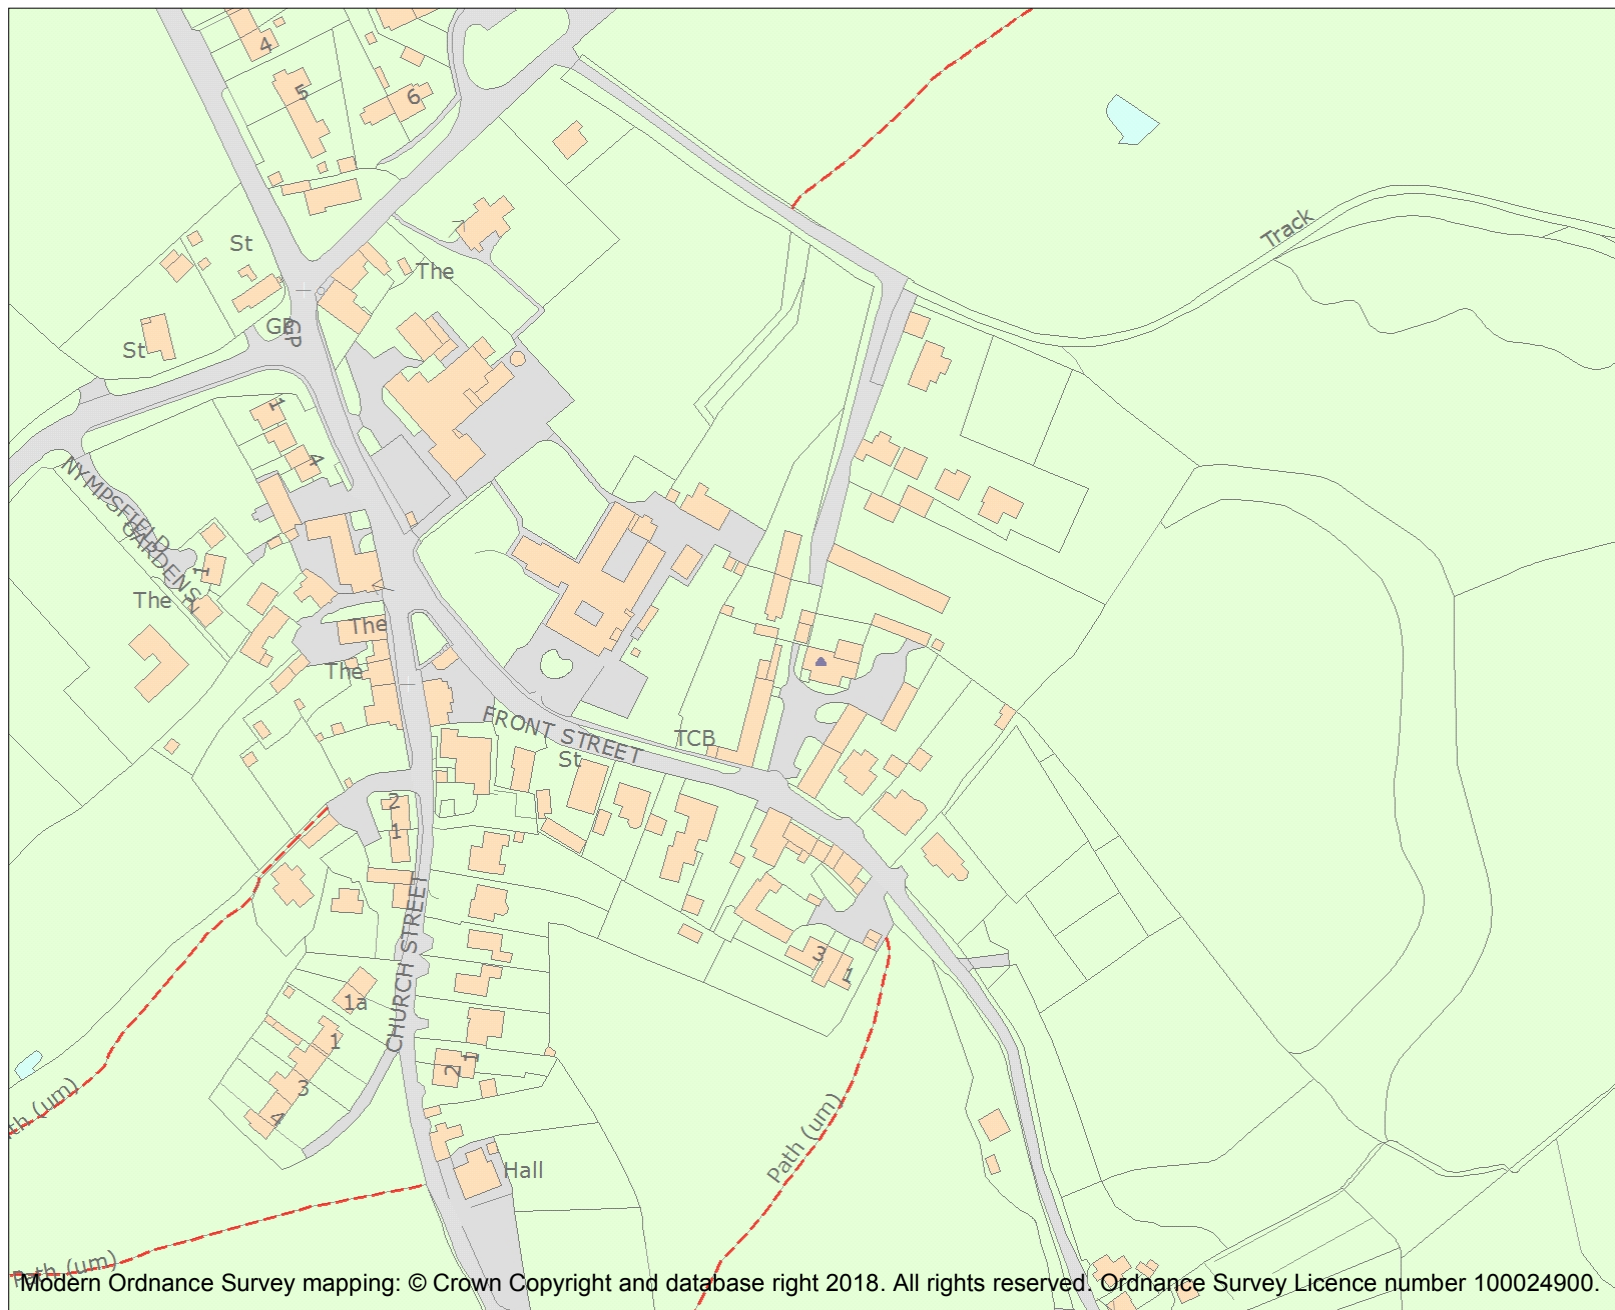 4
5
6
7
St
The
GP
GP
St
1
4
NYMPSFIELD
GARDENS
1
2
The
The
The
Track
FRONT STREET
TCB
St
2
1
CHURCH STREET
3
1
1a
1
3
4
1
2
Hall
Path (um)
th (um)
Path (um)
Modern Ordnance Survey mapping: © Crown Copyright and database right 2018. All rights reserved. Ordnance Survey Licence number 100024900.